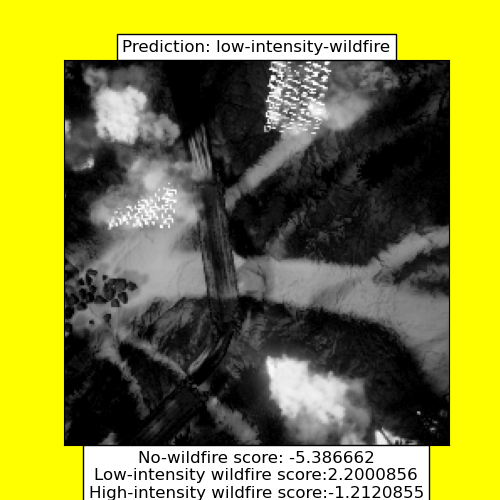 Prediction: low-intensity-wildfire
No-wildfire score: -5.386662
Low-intensity wildfire score:2.2000856
High-intensity wildfire score:-1.2120855